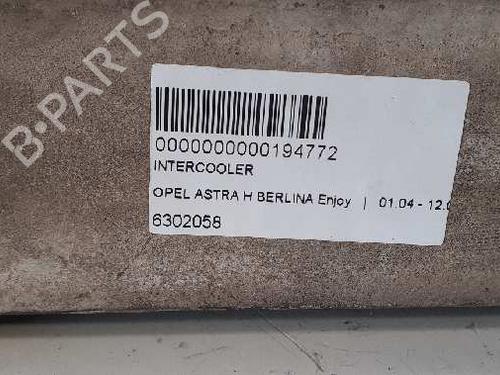 B-PARTS
0000000000194772
INTERCOOLER
OPEL ASTRA H BERLINA Enjoy | 01.04 - 12.0
6302058